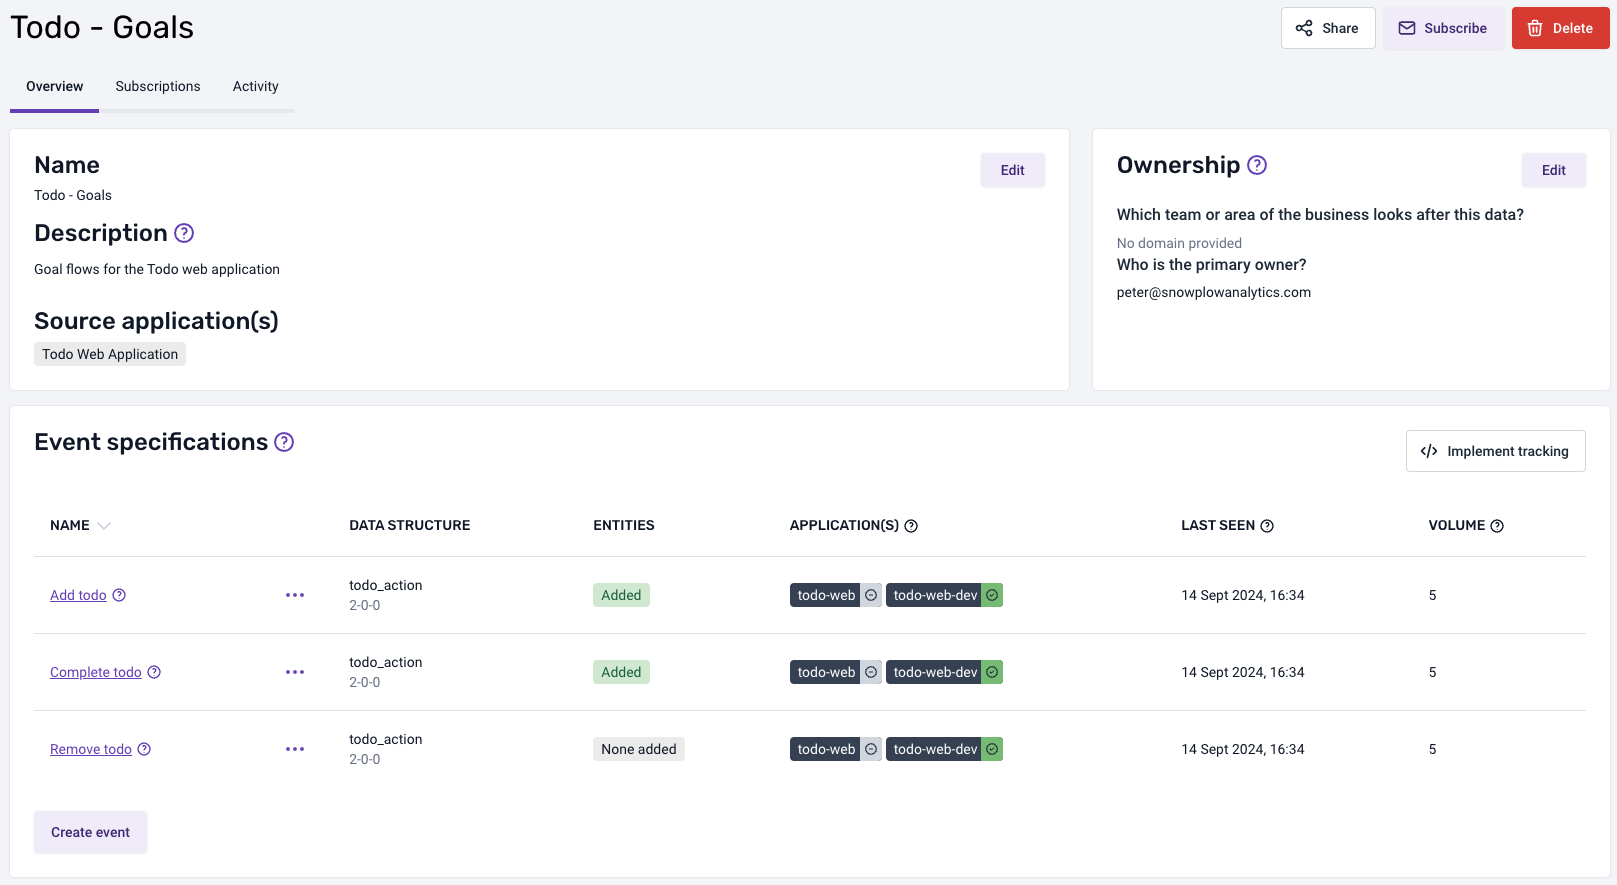 Todo - Goals
Share
Subscribe
Delete
Overview
Subscriptions
Activity
Name
Edit
Todo - Goals
Description
Goal flows for the Todo web application
Source application(s)
Todo Web Application
Ownership
Edit
Which team or area of the business looks after this data?
No domain provided
Who is the primary owner?
peter@snowplowanalytics.com
Event specifications
</> Implement tracking
NAME DATA STRUCTURE ENTITIES APPLICATION(S) LAST SEEN VOLUME
Add todo ••• todo_action 2-0-0 Added todo-web todo-web-dev 14 Sept 2024, 16:34 5
Complete todo ••• todo_action 2-0-0 Added todo-web todo-web-dev 14 Sept 2024, 16:34 5
Remove todo ••• todo_action 2-0-0 None added todo-web todo-web-dev 14 Sept 2024, 16:34 5
Create event